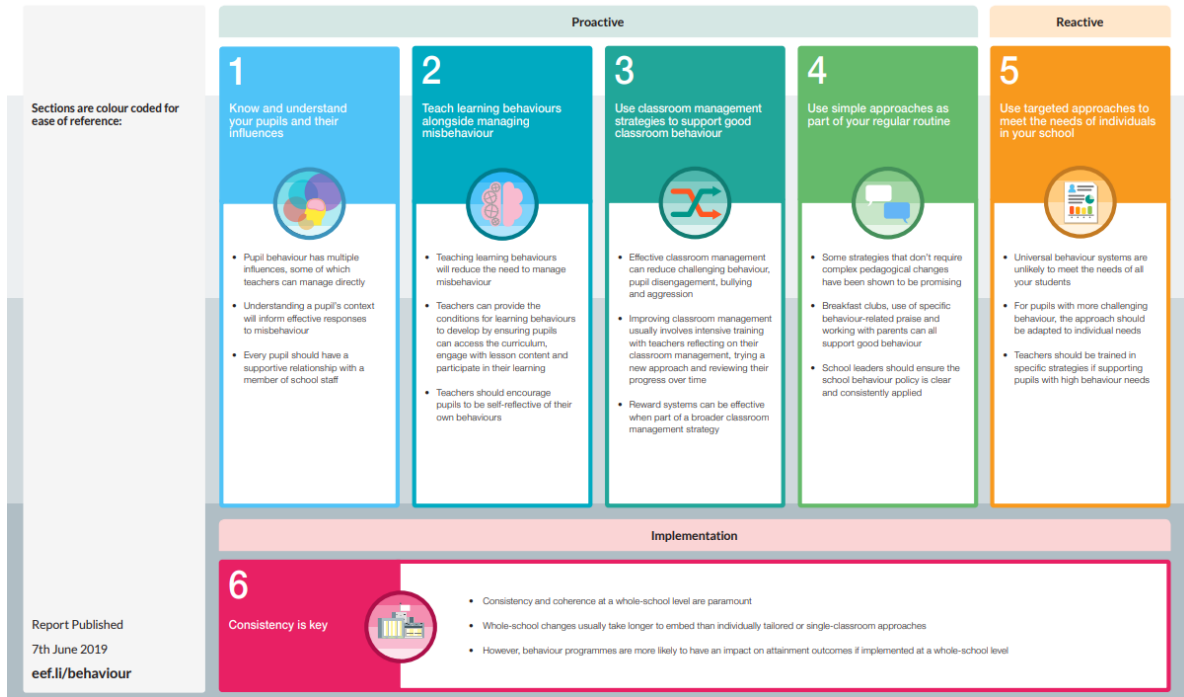 Sections are colour coded for
ease of reference:
Proactive
Reactive
1
Know and understand
your pupils and their
influences
• Pupil behaviour has multiple
influences, some of which
teachers can manage directly
• Understanding a pupil's context
will inform effective responses
to misbehaviour
• Every pupil should have a
supportive relationship with a
member of school staff
2
Teach learning behaviours
alongside managing
misbehaviour
• Teaching learning behaviours
will reduce the need to manage
misbehaviour
• Teachers can provide the
conditions for learning behaviours
to develop by ensuring pupils
can access the curriculum,
engage with lesson content and
participate in their learning
• Teachers should encourage
pupils to be self-reflective of their
own behaviours
3
Use classroom management
strategies to support good
classroom behaviour
• Effective classroom management
can reduce challenging behaviour,
pupil disengagement, bullying
and aggression
• Improving classroom management
usually involves intensive training
with teachers reflecting on their
classroom management, trying a
new approach and reviewing their
progress over time
• Reward systems can be effective
when part of a broader classroom
management strategy
4
Use simple approaches as
part of your regular routine
• Some strategies that don't require
complex pedagogical changes
have been shown to be promising
• Breakfast clubs, use of specific
behaviour-related praise and
working with parents can all
support good behaviour
• School leaders should ensure the
school behaviour policy is clear
and consistently applied
5
Use targeted approaches to
meet the needs of individuals
in your school
• Universal behaviour systems are
unlikely to meet the needs of all
your students
• For pupils with more challenging
behaviour, the approach should
be adapted to individual needs
• Teachers should be trained in
specific strategies if supporting
pupils with high behaviour needs
Implementation
6
Consistency is key
• Consistency and coherence at a whole-school level are paramount
• Whole-school changes usually take longer to embed than individually tailored or single-classroom approaches
• However, behaviour programmes are more likely to have an impact on attainment outcomes if implemented at a whole-school level
Report Published
7th June 2019
eef.li/behaviour